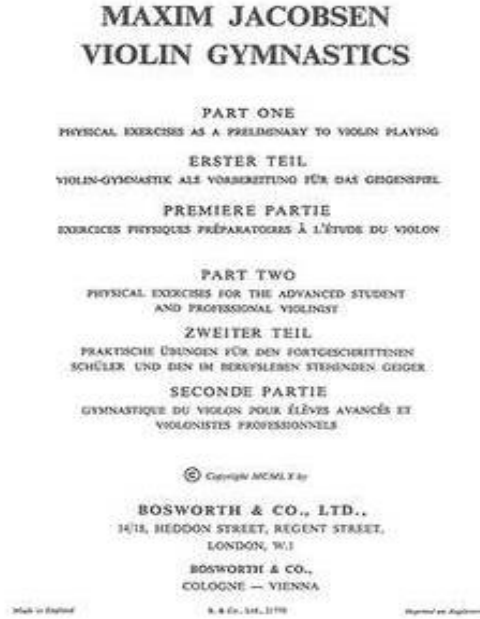 MAXIM JACOBSEN
VIOLIN GYMNASTICS
PART ONE
PHYSICAL EXERCISES AS A PRELIMINARY TO VIOLIN PLAYING
ERSTER TEIL
VIOLIN-GYMNASTIK ALS VORBEREITUNG FÜR DAS GEIGENSPIEL
PREMIERE PARTIE
EXERCICES PHYSIQUES PRÉPARATOIRES À L'ÉTUDE DU VIOLON
PART TWO
PHYSICAL EXERCISES FOR THE ADVANCED STUDENT
AND PROFESSIONAL VIOLINIST
ZWEITER TEIL
PRAKTISCHE ÜBUNGEN FÜR DEN FORTGESCHRITTENEN
SCHÜLER UND DEN IM BERUFSLEBEN STEHENDEN GEIGER
SECONDE PARTIE
GYMNASTIQUE DU VIOLON POUR ÉLÈVES AVANCÉS ET
VIOLONISTES PROFESSIONNELS
© Copyright MCMLX by
BOSWORTH & CO., LTD.,
14/18, HEDDON STREET, REGENT STREET,
LONDON, W.1
BOSWORTH & CO.,
COLOGNE — VIENNA
Made in England
B. & Co., Ltd.,